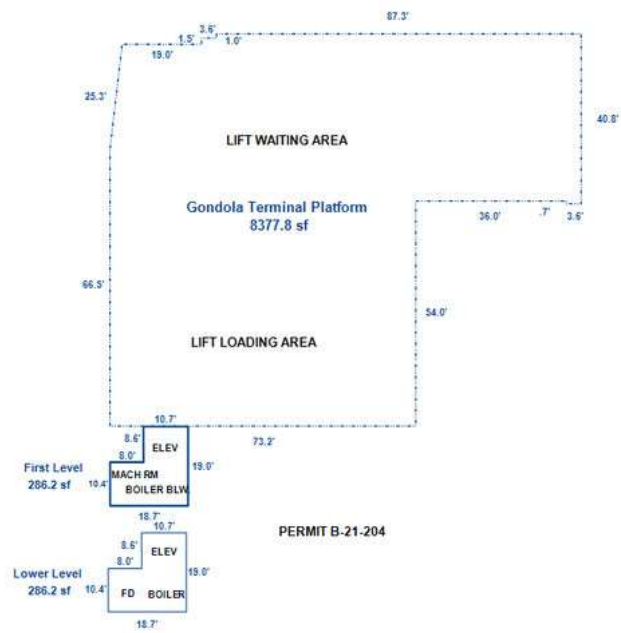 87.3'
3.6'
1.5'
1.0'
19.0'
25.3'
40.8'
LIFT WAITING AREA
Gondola Terminal Platform
8377.8 sf
36.0'
.7'
3.6'
66.5'
54.0'
LIFT LOADING AREA
10.7'
73.2'
8.6'
ELEV
8.0'
19.0'
First Level
286.2 sf
10.4'
MACH RM
BOILER BLW
18.7'
PERMIT B-21-204
10.7'
8.6'
ELEV
8.0'
19.0'
Lower Level
286.2 sf
10.4'
FD BOILER
18.7'